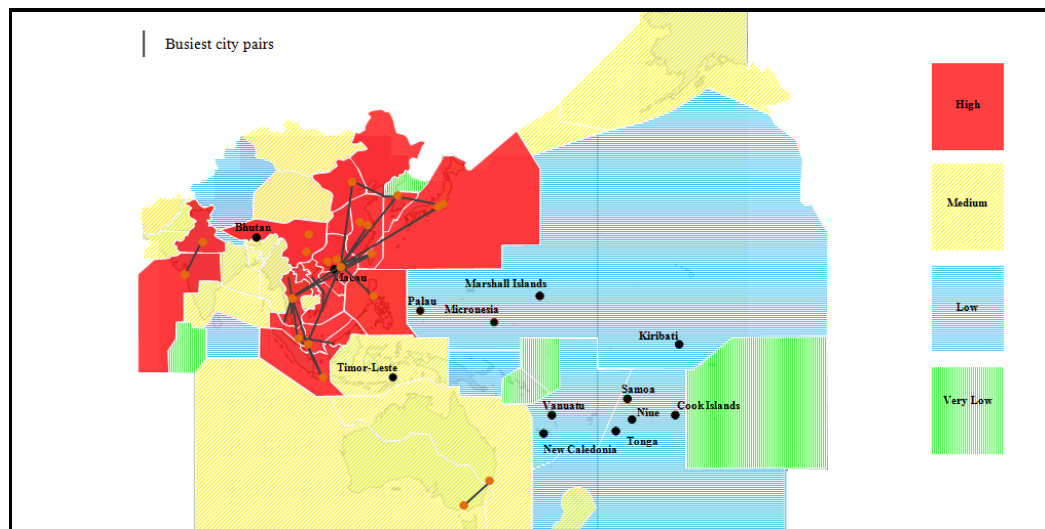 Busiest city pairs
High
Medium
Bhutan
Macau
Marshall Islands
Palau
Micronesia
Low
Kiribati
Timor-Leste
Samoa
Vanuatu
Niue
Cook Islands
Very Low
New Caledonia
Tonga